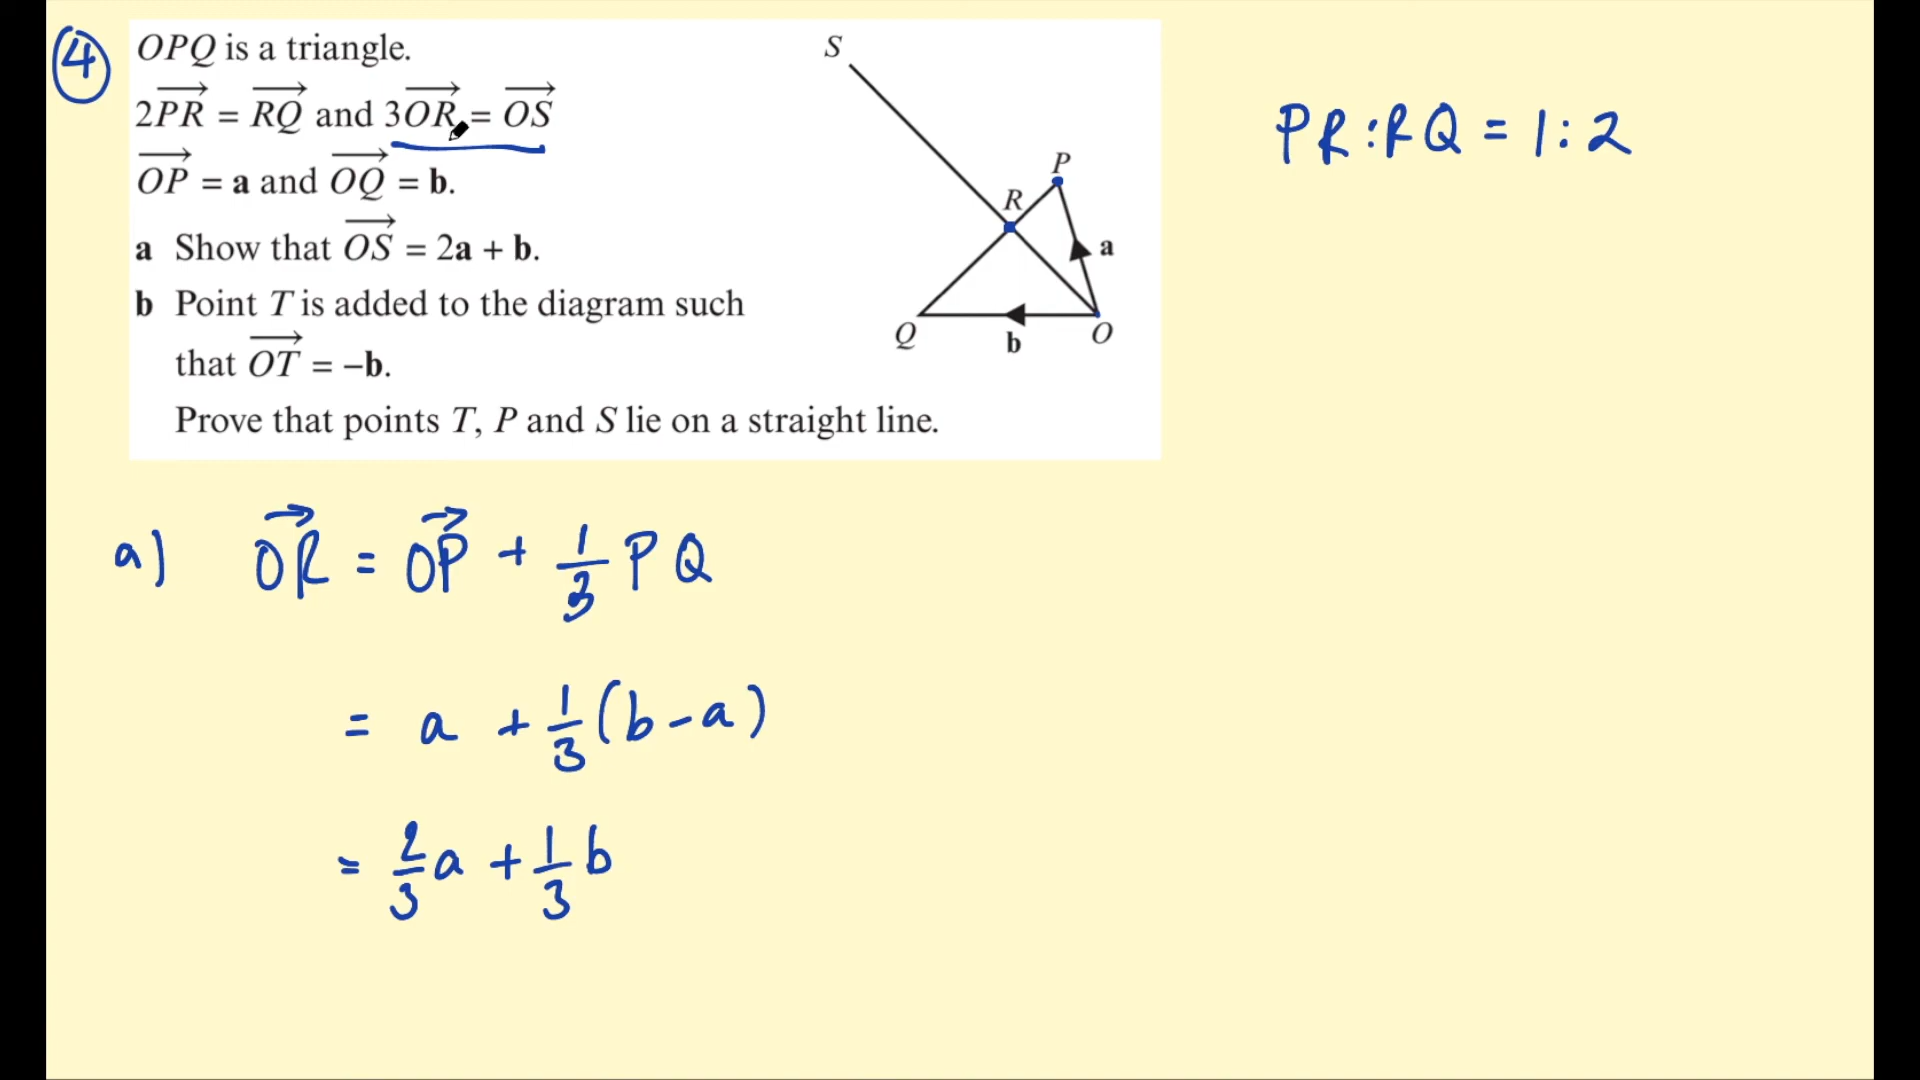 ④
OPQ is a triangle.
2PR⃗ = RQ⃗ and 3OR⃗ = OS⃗
OP⃗ = a and OQ⃗ = b.
a Show that OS⃗ = 2a + b.
b Point T is added to the diagram such
that OT⃗ = –b.
Prove that points T, P and S lie on a straight line.
S
P
R
a
Q
b
O
PR:RQ = 1:2
a) OR⃗ = OP⃗ + 1/3 PQ
= a + 1/3 (b - a)
= 2/3 a + 1/3 b